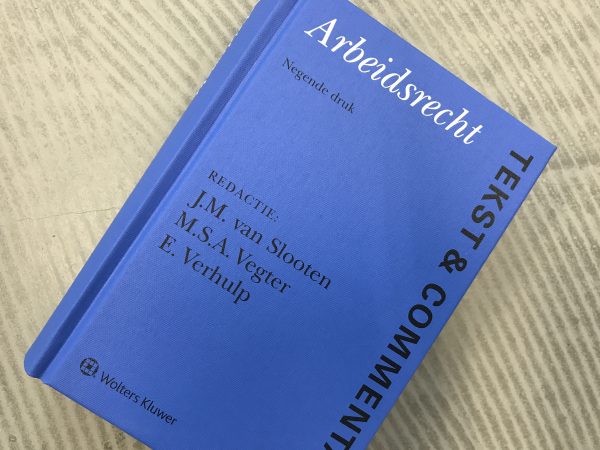 Arbeidsrecht
Negende druk
REDACTIE:
J.M. van Slooten
M.S.A. Vegter
E. Verhulp
TEKST & COMMENTA
Wolters Kluwer